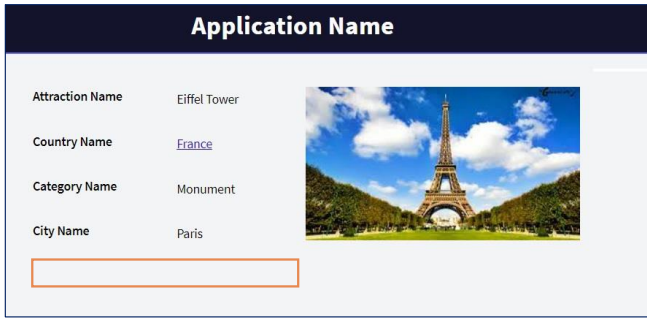 Application Name
Attraction Name Eiffel Tower
Country Name France
Category Name Monument
City Name Paris